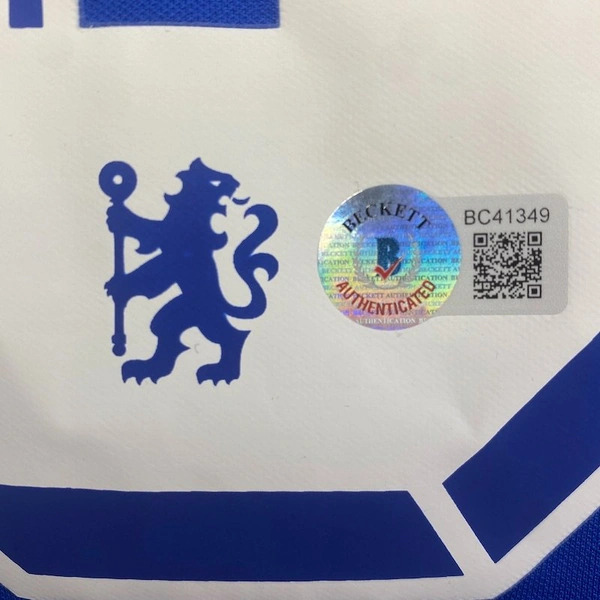 BECKETT
B
AUTHENTICATED
BC41349